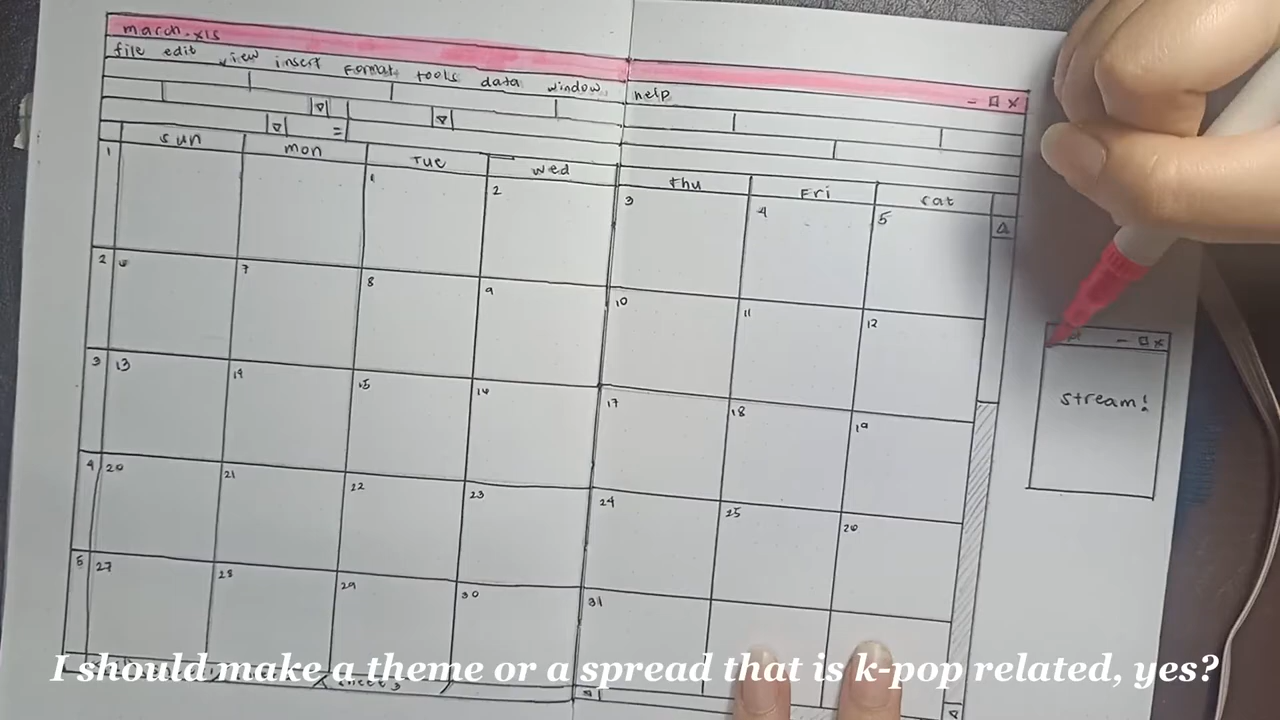 march.xls
file edit view insert format tools data window help
=
sun mon Tue wed thu Fri sat
1 1 2 3 4 5
2 6 7 8 9 10 11 12
3 13 14 15 16 17 18 19
4 20 21 22 23 24 25 26
5 27 28 29 30 31
stream!
I should make a theme or a spread that is k-pop related, yes?